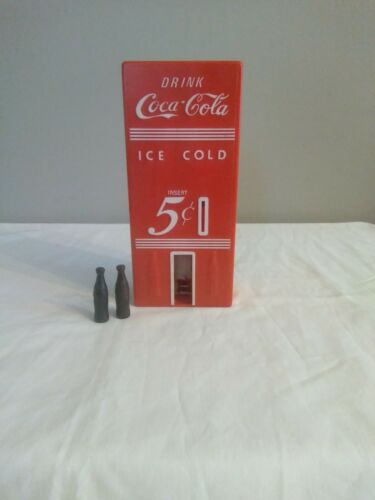 DRINK
Coca-Cola
ICE COLD
INSERT
5¢